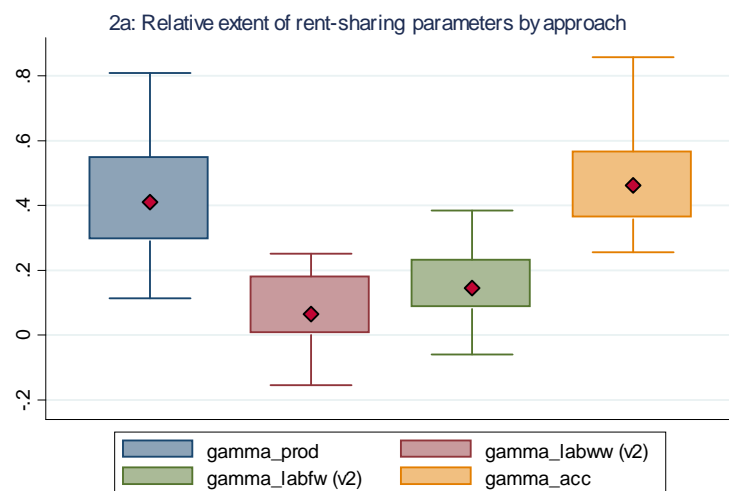 2a: Relative extent of rent-sharing parameters by approach
.8
.6
.4
.2
0
-.2
gamma_prod
gamma_labww (v2)
gamma_labfw (v2)
gamma_acc